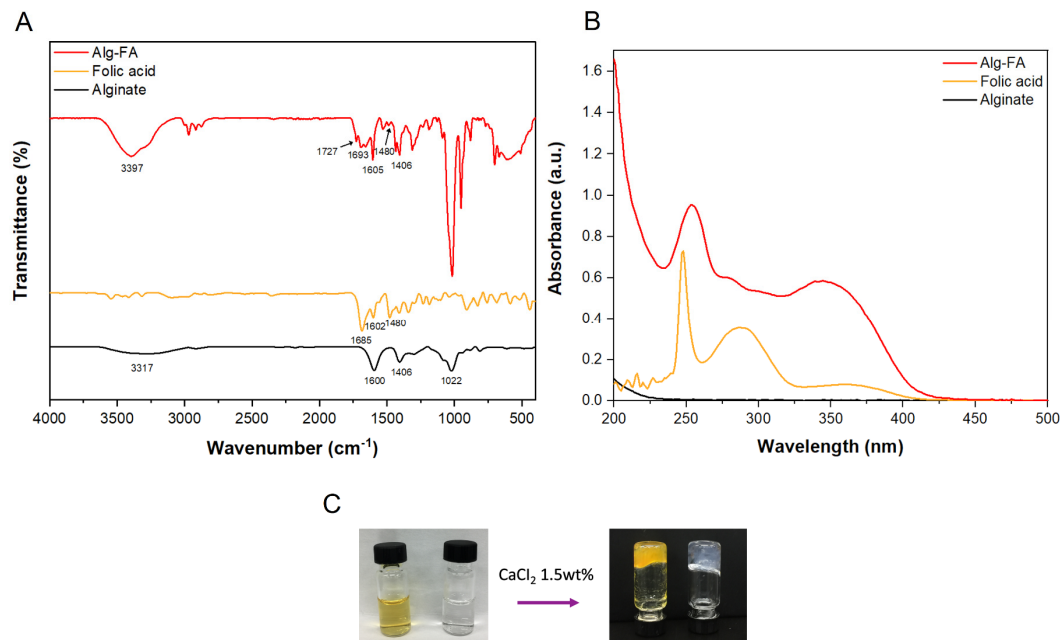 A
Alg-FA
Folic acid
Alginate
Transmittance (%)
3397
1727
1693
1605
1480
1406
1685
1602
1480
3317
1600
1406
1022
4000 3500 3000 2500 2000 1500 1000 500
Wavenumber (cm⁻¹)
B
Alg-FA
Folic acid
Alginate
Absorbance (a.u.)
1.6
1.4
1.2
1.0
0.8
0.6
0.4
0.2
0.0
200 250 300 350 400 450 500
Wavelength (nm)
C
CaCl₂ 1.5wt%